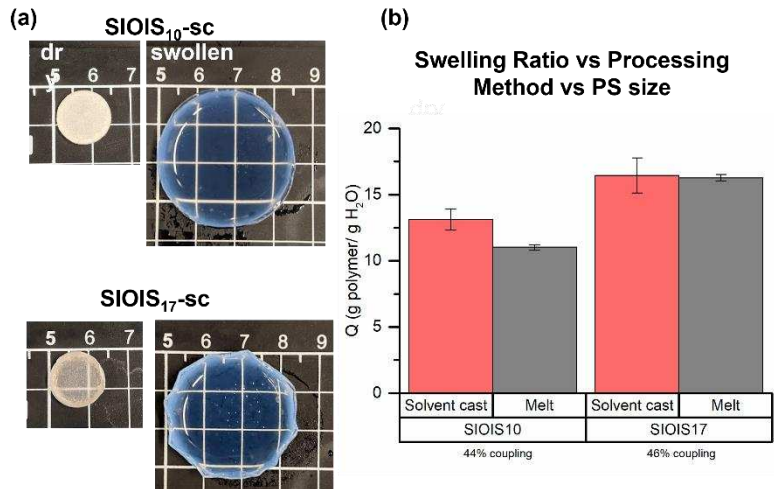 (a)
SIOIS10-sc
dr
y
swollen
5 6 7
5 6 7 8 9
SIOIS17-sc
5 6 7
5 6 7 8 9
(b)
Swelling Ratio vs Processing
Method vs PS size
Q (g polymer/ g H2O)
20
15
10
5
0
Solvent cast Melt Solvent cast Melt
SIOIS10 SIOIS17
44% coupling 46% coupling